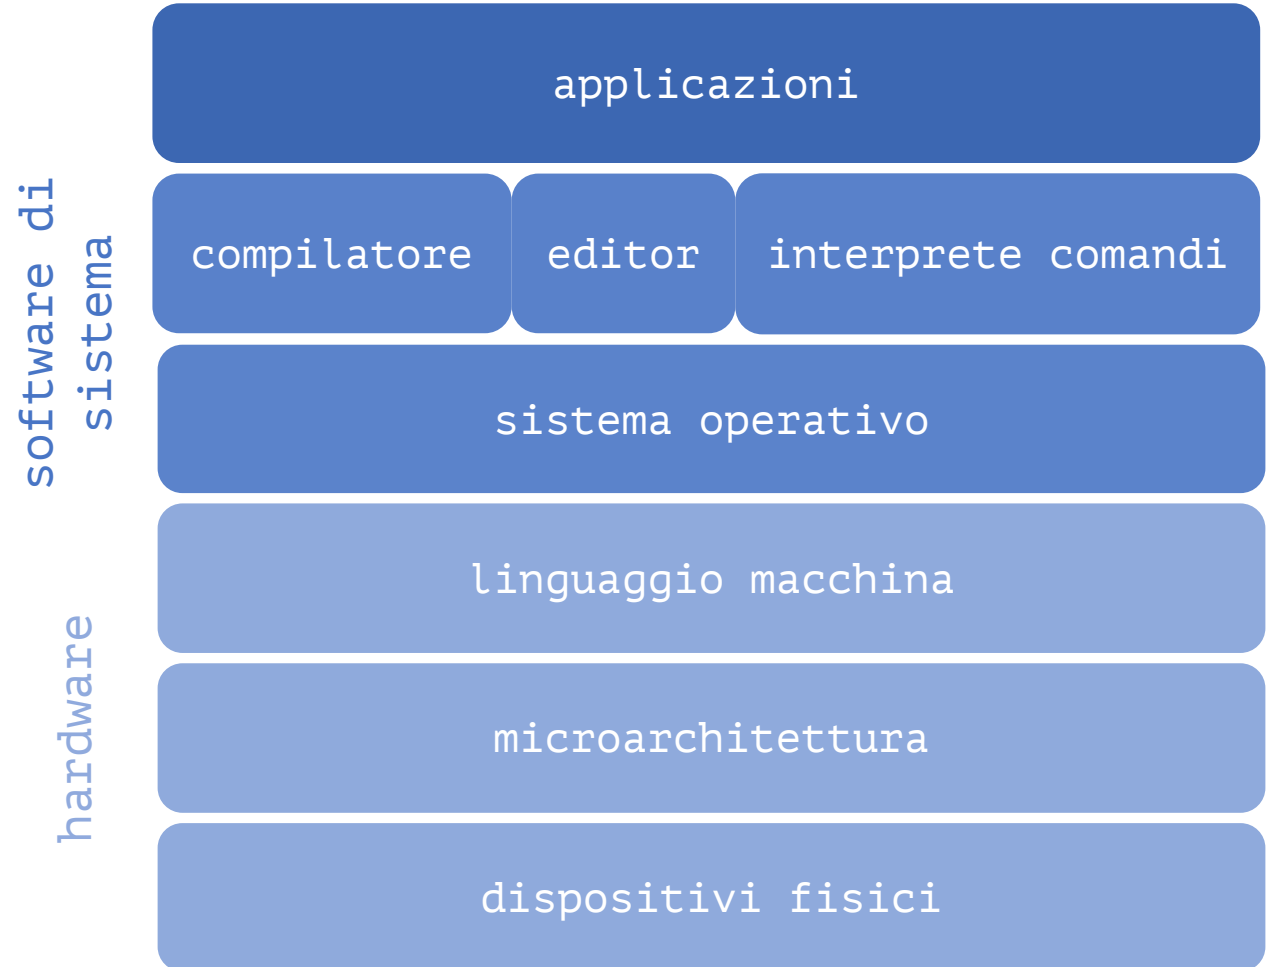 applicazioni
software di
sistema
compilatore
editor
interprete comandi
sistema operativo
hardware
linguaggio macchina
microarchitettura
dispositivi fisici